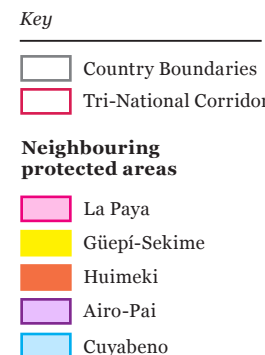 Key
Country Boundaries
Tri-National Corridor
Neighbouring
protected areas
La Paya
Güepí-Sekime
Huimeki
Airo-Pai
Cuyabeno